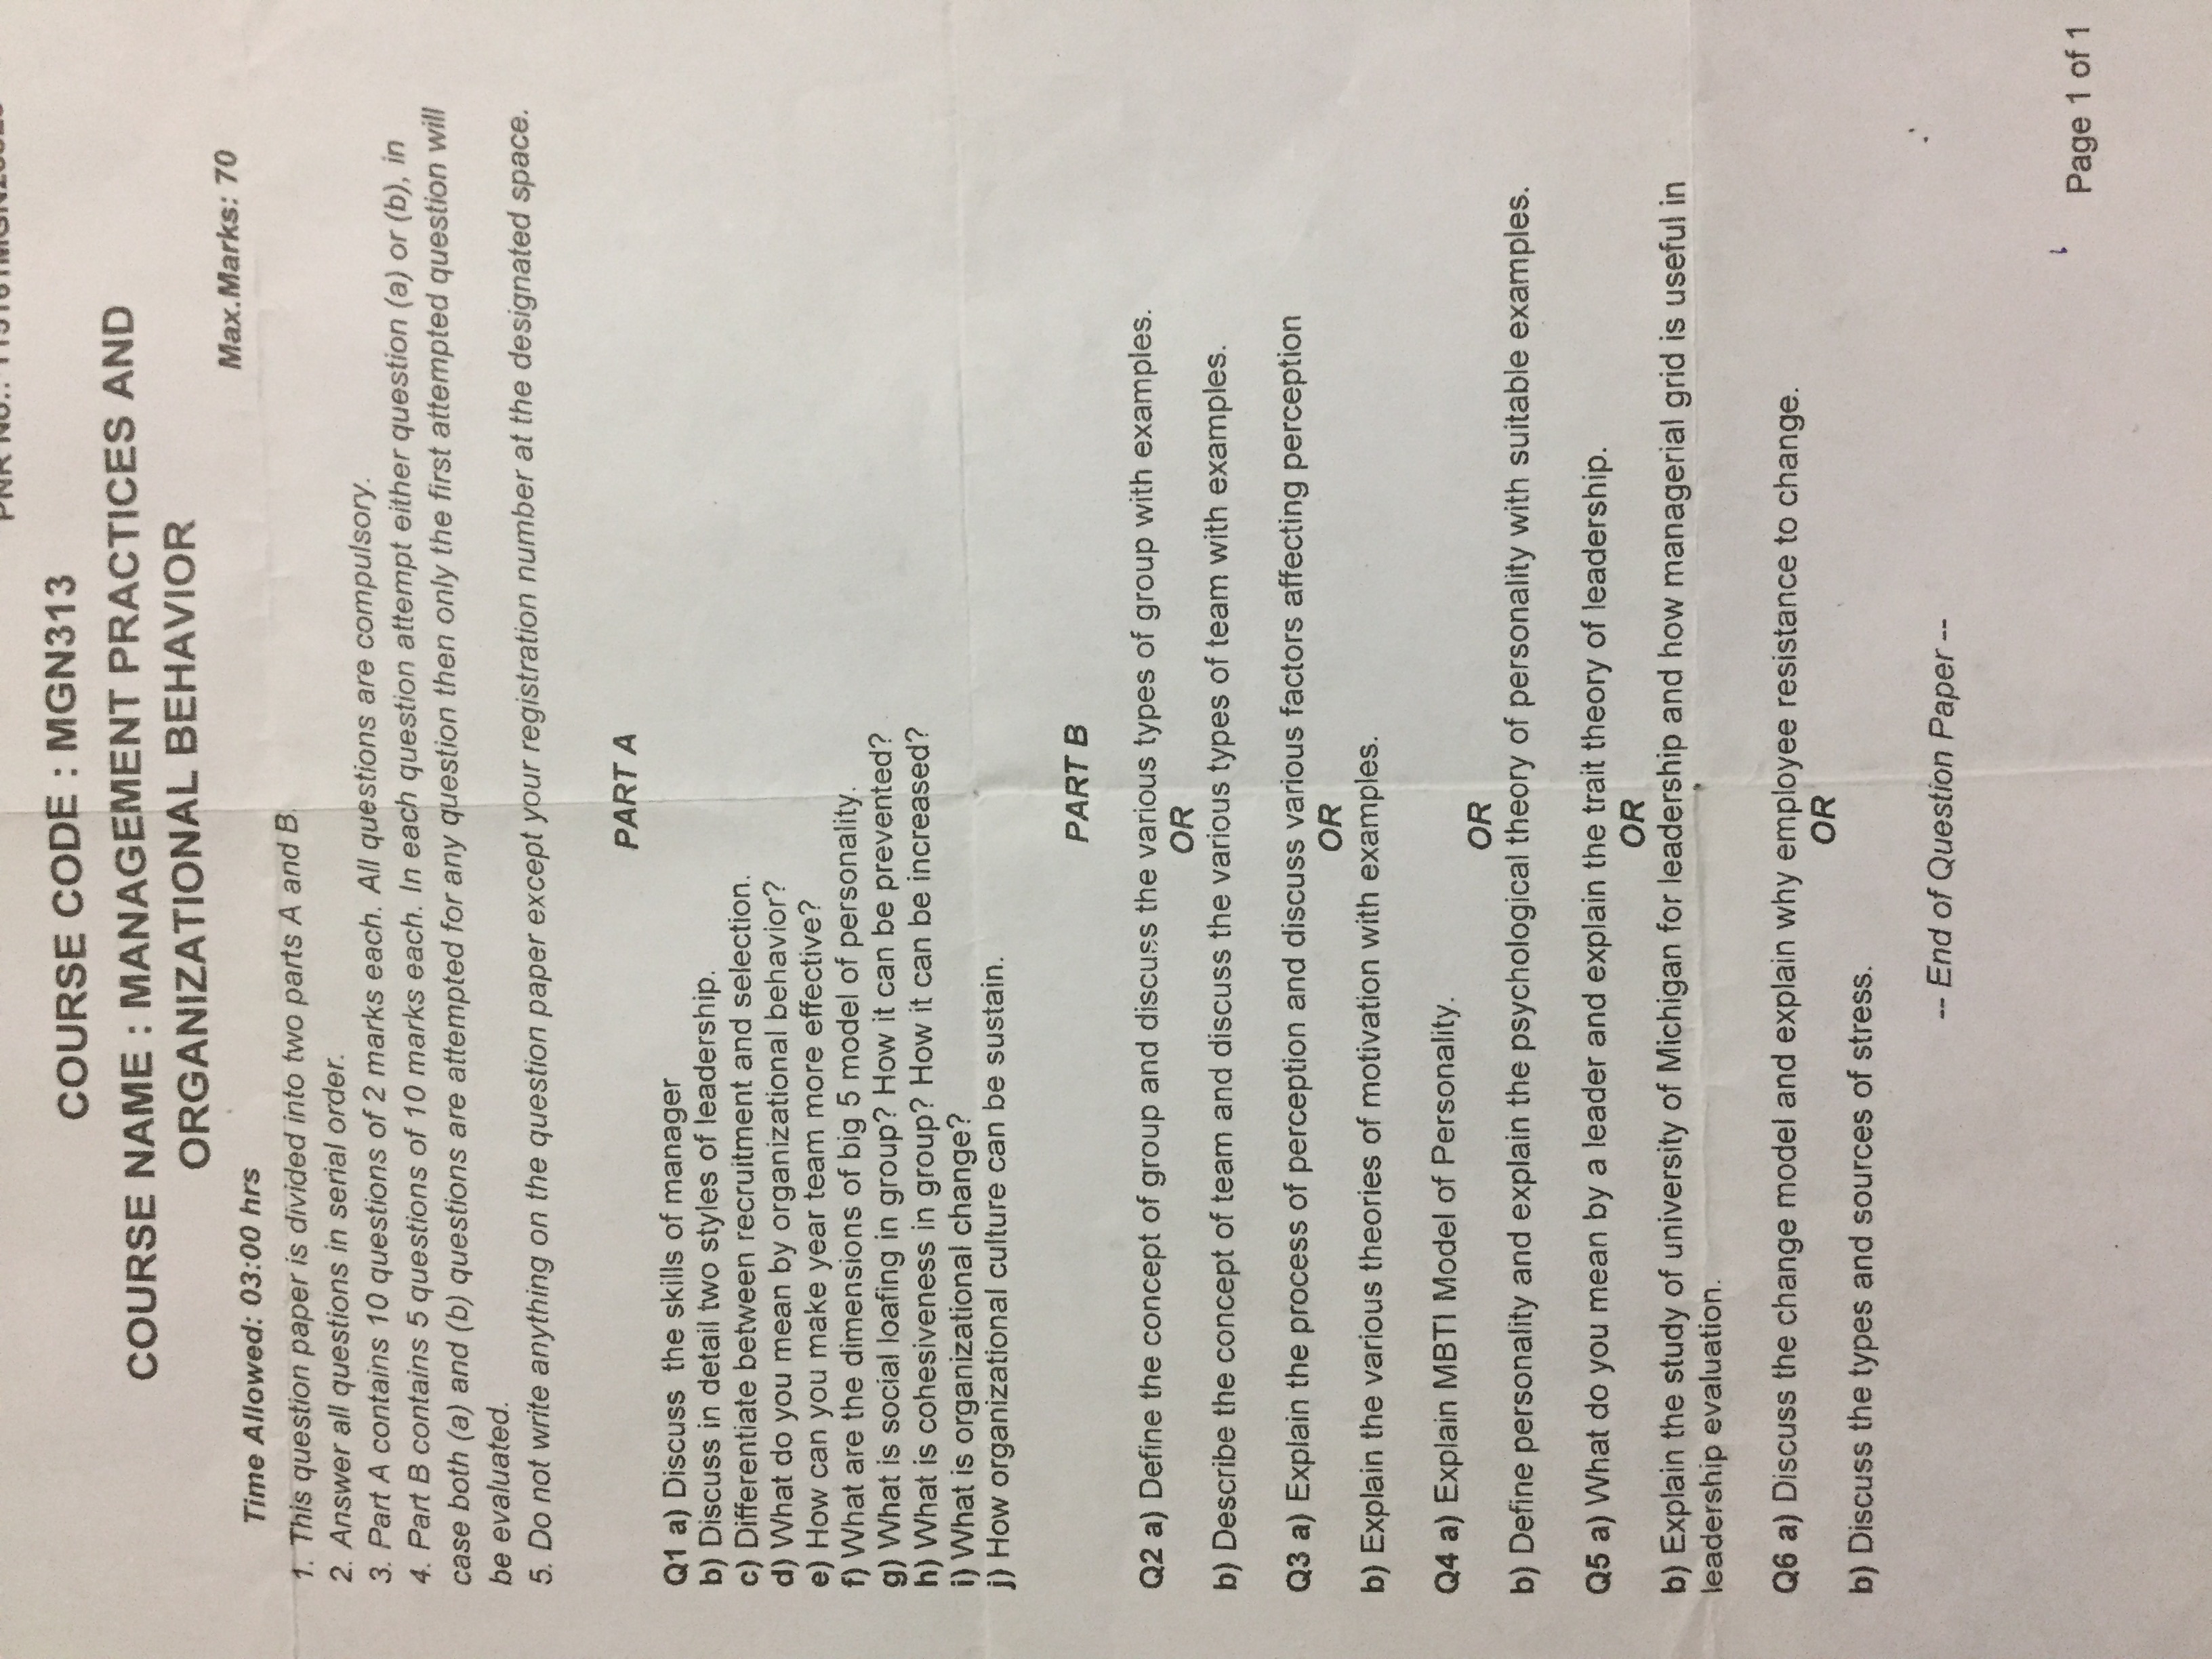 PNR No.:
COURSE CODE : MGN313
COURSE NAME : MANAGEMENT PRACTICES AND
ORGANIZATIONAL BEHAVIOR
Time Allowed: 03:00 hrs
Max.Marks: 70
1. This question paper is divided into two parts A and B.
2. Answer all questions in serial order.
3. Part A contains 10 questions of 2 marks each. All questions are compulsory.
4. Part B contains 5 questions of 10 marks each. In each question attempt either question (a) or (b), in
case both (a) and (b) questions are attempted for any question then only the first attempted question will
be evaluated.
5. Do not write anything on the question paper except your registration number at the designated space.
PART A
Q1 a) Discuss the skills of manager
b) Discuss in detail two styles of leadership.
c) Differentiate between recruitment and selection.
d) What do you mean by organizational behavior?
e) How can you make year team more effective?
f) What are the dimensions of big 5 model of personality.
g) What is social loafing in group? How it can be prevented?
h) What is cohesiveness in group? How it can be increased?
i) What is organizational change?
j) How organizational culture can be sustain.
PART B
Q2 a) Define the concept of group and discuss the various types of group with examples.
OR
b) Describe the concept of team and discuss the various types of team with examples.
Q3 a) Explain the process of perception and discuss various factors affecting perception
OR
b) Explain the various theories of motivation with examples.
Q4 a) Explain MBTI Model of Personality.
OR
b) Define personality and explain the psychological theory of personality with suitable examples.
Q5 a) What do you mean by a leader and explain the trait theory of leadership.
OR
b) Explain the study of university of Michigan for leadership and how managerial grid is useful in
leadership evaluation.
Q6 a) Discuss the change model and explain why employee resistance to change.
OR
b) Discuss the types and sources of stress.
-- End of Question Paper --
Page 1 of 1